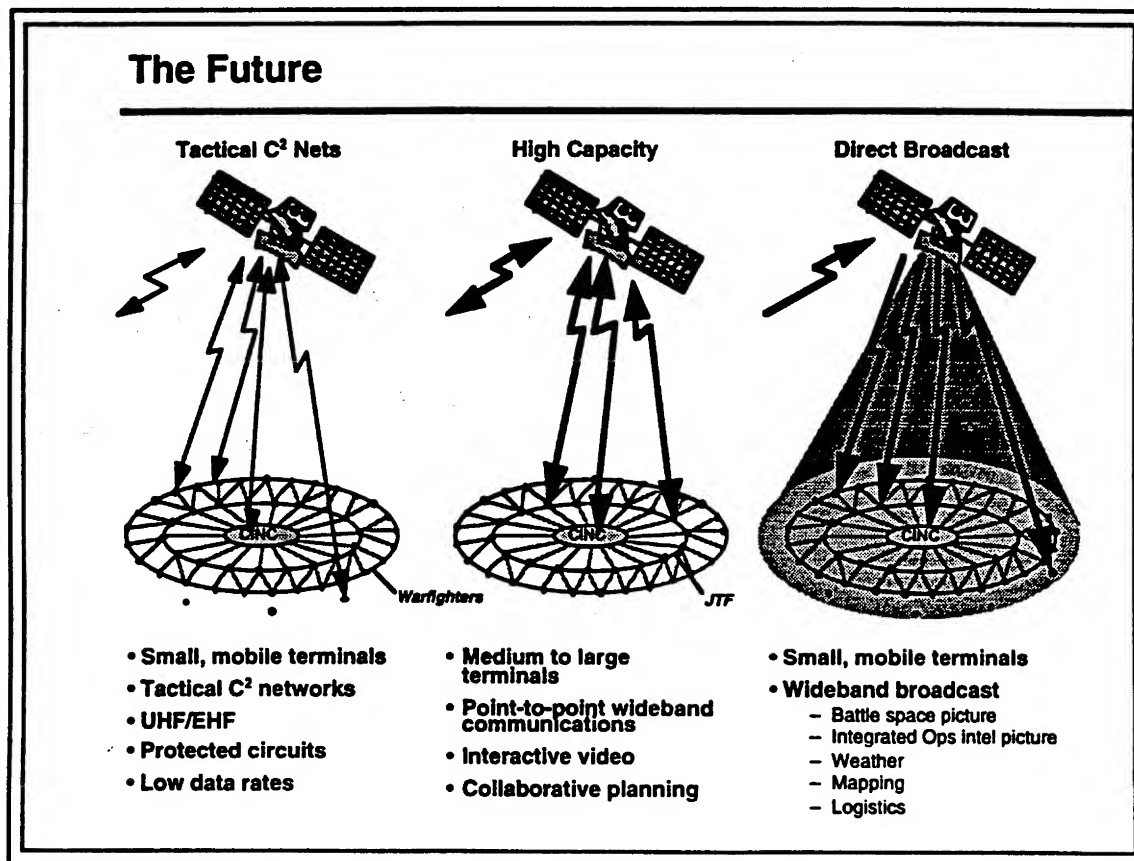 The Future
Tactical C² Nets
CINC
Warfighters
• Small, mobile terminals
• Tactical C² networks
• UHF/EHF
• Protected circuits
• Low data rates
High Capacity
CINC
JTF
• Medium to large
terminals
• Point-to-point wideband
communications
• Interactive video
• Collaborative planning
Direct Broadcast
CINC
• Small, mobile terminals
• Wideband broadcast
– Battle space picture
– Integrated Ops intel picture
– Weather
– Mapping
– Logistics